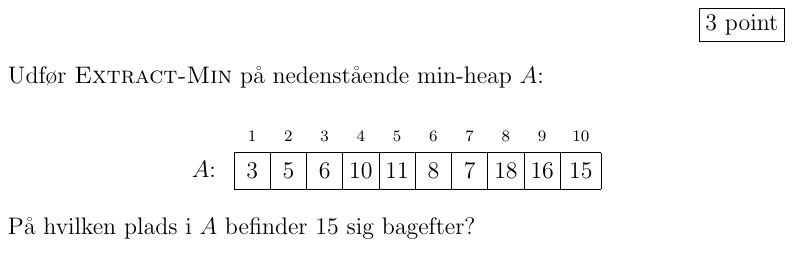 3 point
Udfør EXTRACT-MIN på nedenstående min-heap A:
1 2 3 4 5 6 7 8 9 10
A: 3 5 6 10 11 8 7 18 16 15
På hvilken plads i A befinder 15 sig bagefter?